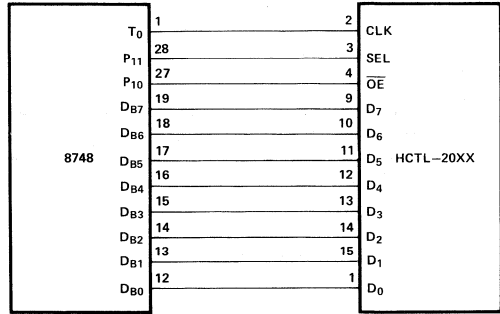 T0 1 2 CLK
P11 28 3 SEL
P10 27 4 OE
DB7 19 9 D7
DB6 18 10 D6
8748 DB5 17 11 D5 HCTL–20XX
DB4 16 12 D4
DB3 15 13 D3
DB2 14 14 D2
DB1 13 15 D1
DB0 12 1 D0